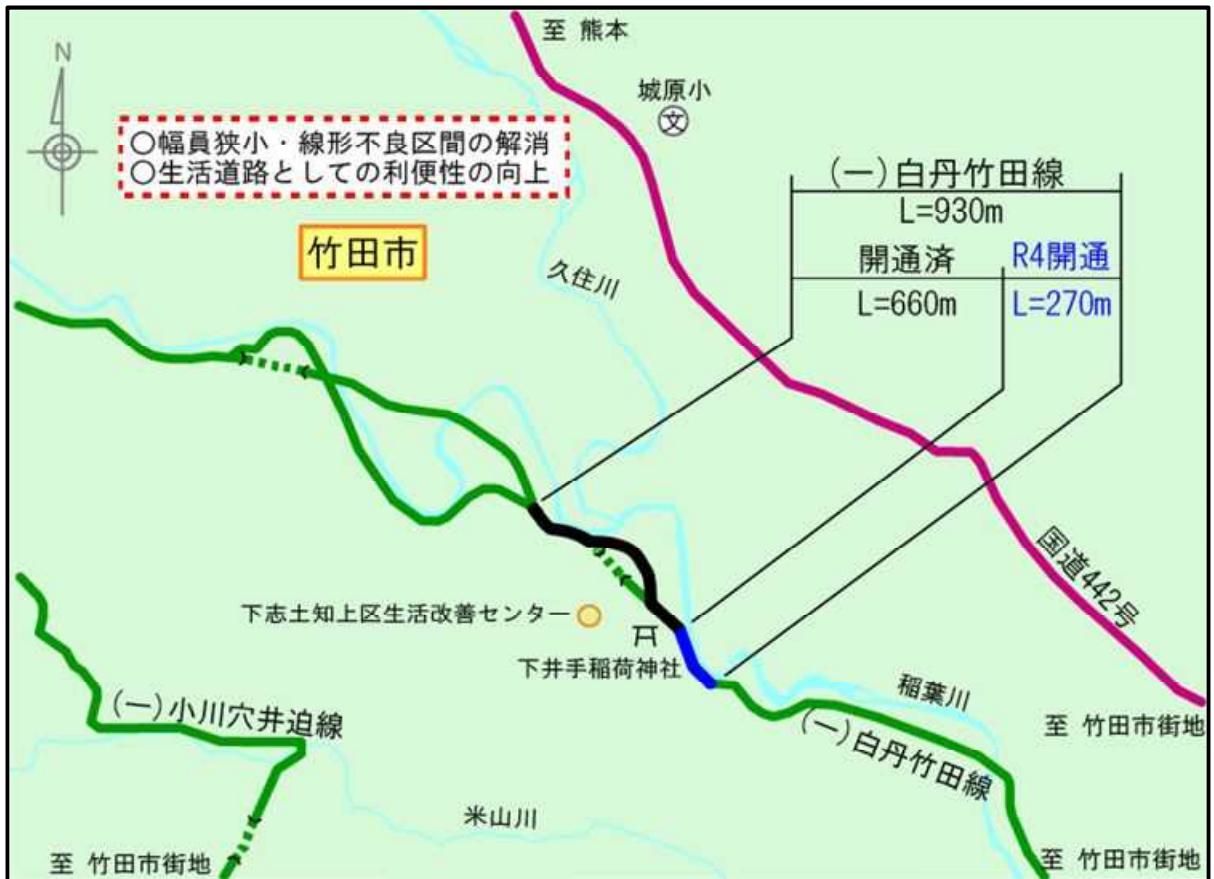 至 熊本
N
城原小
文
○幅員狭小・線形不良区間の解消
○生活道路としての利便性の向上
(一)白丹竹田線
L=930m
竹田市
開通済
R4開通
久住川
L=660m
L=270m
国道442号
下志土知上区生活改善センター
下井手稲荷神社
稲葉川
(一)小川穴井迫線
至 竹田市街地
(一)白丹竹田線
米山川
至 竹田市街地
至 竹田市街地